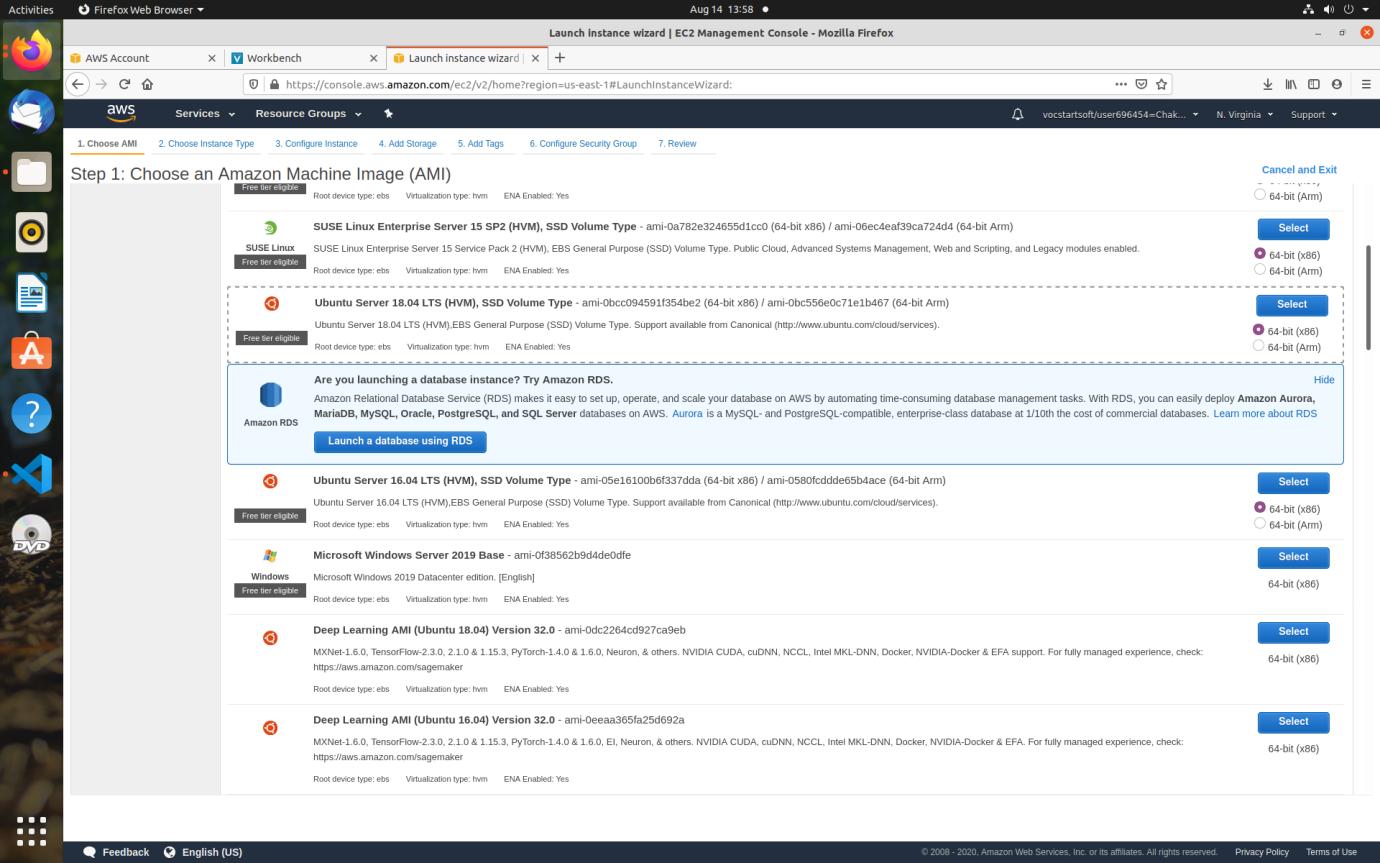 Activities
Firefox Web Browser
Aug 14 13:58
Launch instance wizard | EC2 Management Console - Mozilla Firefox
AWS Account
Workbench
Launch instance wizard |
https://console.aws.amazon.com/ec2/v2/home?region=us-east-1#LaunchInstanceWizard:
aws
Services
Resource Groups
vocstartsoft/user696454=Chak...
N. Virginia
Support
1. Choose AMI
2. Choose Instance Type
3. Configure Instance
4. Add Storage
5. Add Tags
6. Configure Security Group
7. Review
Step 1: Choose an Amazon Machine Image (AMI)
Cancel and Exit
Free tier eligible
Root device type: ebs Virtualization type: hvm ENA Enabled: Yes
64-bit (Arm)
SUSE Linux
Free tier eligible
SUSE Linux Enterprise Server 15 SP2 (HVM), SSD Volume Type - ami-0a782e324655d1cc0 (64-bit x86) / ami-06ec4eaf39ca724d4 (64-bit Arm)
SUSE Linux Enterprise Server 15 Service Pack 2 (HVM), EBS General Purpose (SSD) Volume Type. Public Cloud, Advanced Systems Management, Web and Scripting, and Legacy modules enabled.
Root device type: ebs Virtualization type: hvm ENA Enabled: Yes
Select
64-bit (x86)
64-bit (Arm)
Free tier eligible
Ubuntu Server 18.04 LTS (HVM), SSD Volume Type - ami-0bcc094591f354be2 (64-bit x86) / ami-0bc556e0c71e1b467 (64-bit Arm)
Ubuntu Server 18.04 LTS (HVM),EBS General Purpose (SSD) Volume Type. Support available from Canonical (http://www.ubuntu.com/cloud/services).
Root device type: ebs Virtualization type: hvm ENA Enabled: Yes
Select
64-bit (x86)
64-bit (Arm)
Amazon RDS
Are you launching a database instance? Try Amazon RDS.
Hide
Amazon Relational Database Service (RDS) makes it easy to set up, operate, and scale your database on AWS by automating time-consuming database management tasks. With RDS, you can easily deploy Amazon Aurora,
MariaDB, MySQL, Oracle, PostgreSQL, and SQL Server databases on AWS. Aurora is a MySQL- and PostgreSQL-compatible, enterprise-class database at 1/10th the cost of commercial databases. Learn more about RDS
Launch a database using RDS
Free tier eligible
Ubuntu Server 16.04 LTS (HVM), SSD Volume Type - ami-05e16100b6f337dda (64-bit x86) / ami-0580fcddde65b4ace (64-bit Arm)
Ubuntu Server 16.04 LTS (HVM),EBS General Purpose (SSD) Volume Type. Support available from Canonical (http://www.ubuntu.com/cloud/services).
Root device type: ebs Virtualization type: hvm ENA Enabled: Yes
Select
64-bit (x86)
64-bit (Arm)
Windows
Free tier eligible
Microsoft Windows Server 2019 Base - ami-0f38562b9d4de0dfe
Microsoft Windows 2019 Datacenter edition. [English]
Root device type: ebs Virtualization type: hvm ENA Enabled: Yes
Select
64-bit (x86)
Deep Learning AMI (Ubuntu 18.04) Version 32.0 - ami-0dc2264cd927ca9eb
MXNet-1.6.0, TensorFlow-2.3.0, 2.1.0 & 1.15.3, PyTorch-1.4.0 & 1.6.0, Neuron, & others. NVIDIA CUDA, cuDNN, NCCL, Intel MKL-DNN, Docker, NVIDIA-Docker & EFA support. For fully managed experience, check:
https://aws.amazon.com/sagemaker
Root device type: ebs Virtualization type: hvm ENA Enabled: Yes
Select
64-bit (x86)
Deep Learning AMI (Ubuntu 16.04) Version 32.0 - ami-0eeaa365fa25d692a
MXNet-1.6.0, TensorFlow-2.3.0, 2.1.0 & 1.15.3, PyTorch-1.4.0 & 1.6.0, EI, Neuron, & others. NVIDIA CUDA, cuDNN, NCCL, Intel MKL-DNN, Docker, NVIDIA-Docker & EFA. For fully managed experience, check:
https://aws.amazon.com/sagemaker
Root device type: ebs Virtualization type: hvm ENA Enabled: Yes
Select
64-bit (x86)
DVD
Feedback
English (US)
© 2008 - 2020, Amazon Web Services, Inc. or its affiliates. All rights reserved.
Privacy Policy
Terms of Use